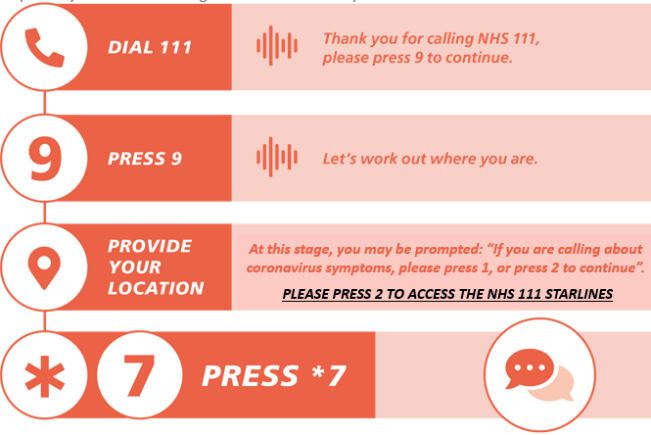 DIAL 111
Thank you for calling NHS 111,
please press 9 to continue.
9
PRESS 9
Let's work out where you are.
PROVIDE
YOUR
LOCATION
At this stage, you may be prompted: “If you are calling about
coronavirus symptoms, please press 1, or press 2 to continue”.
PLEASE PRESS 2 TO ACCESS THE NHS 111 STARLINES
* 7 PRESS *7